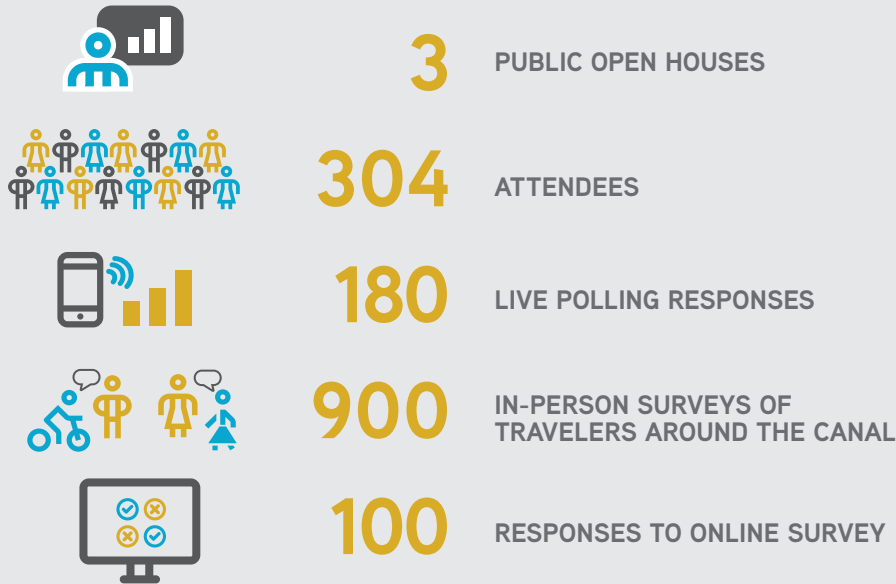 3 PUBLIC OPEN HOUSES
304 ATTENDEES
180 LIVE POLLING RESPONSES
900 IN-PERSON SURVEYS OF
TRAVELERS AROUND THE CANAL
100 RESPONSES TO ONLINE SURVEY